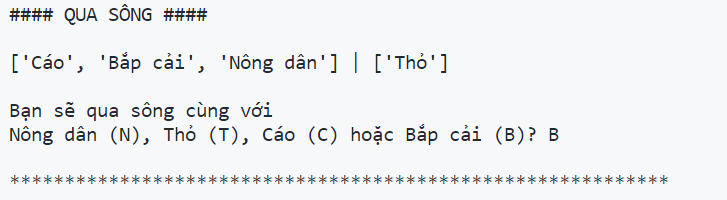 #### QUA SÔNG ####
['Cáo', 'Bắp cải', 'Nông dân'] | ['Thỏ']
Bạn sẽ qua sông cùng với
Nông dân (N), Thỏ (T), Cáo (C) hoặc Bắp cải (B)? B
************************************************************